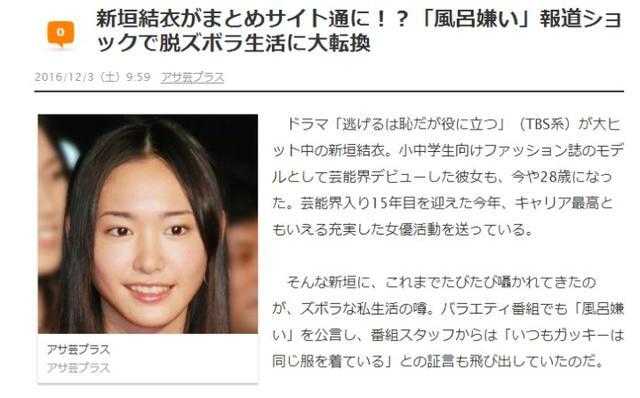 0
新垣結衣がまとめサイト通に！？「風呂嫌い」報道ショ
ックで脱ズボラ生活に大転換
2016/12/3（土）9:59 アサ芸プラス
ドラマ「逃げるは恥だが役に立つ」（TBS系）が大ヒ
ット中の新垣結衣。小中学生向けファッション誌のモデ
ルとして芸能界デビューした彼女も、今や28歳になっ
た。芸能界入り15年目を迎えた今年、キャリア最高と
もいえる充実した女優活動を送っている。
そんな新垣に、これまでたびたび囁かれてきたの
が、ズボラな私生活の噂。バラエティ番組でも「風呂嫌
い」を公言し、番組スタッフからは「いつもガッキーは
同じ服を着ている」との証言も飛び出していたのだ。
アサ芸プラス
アサ芸プラス